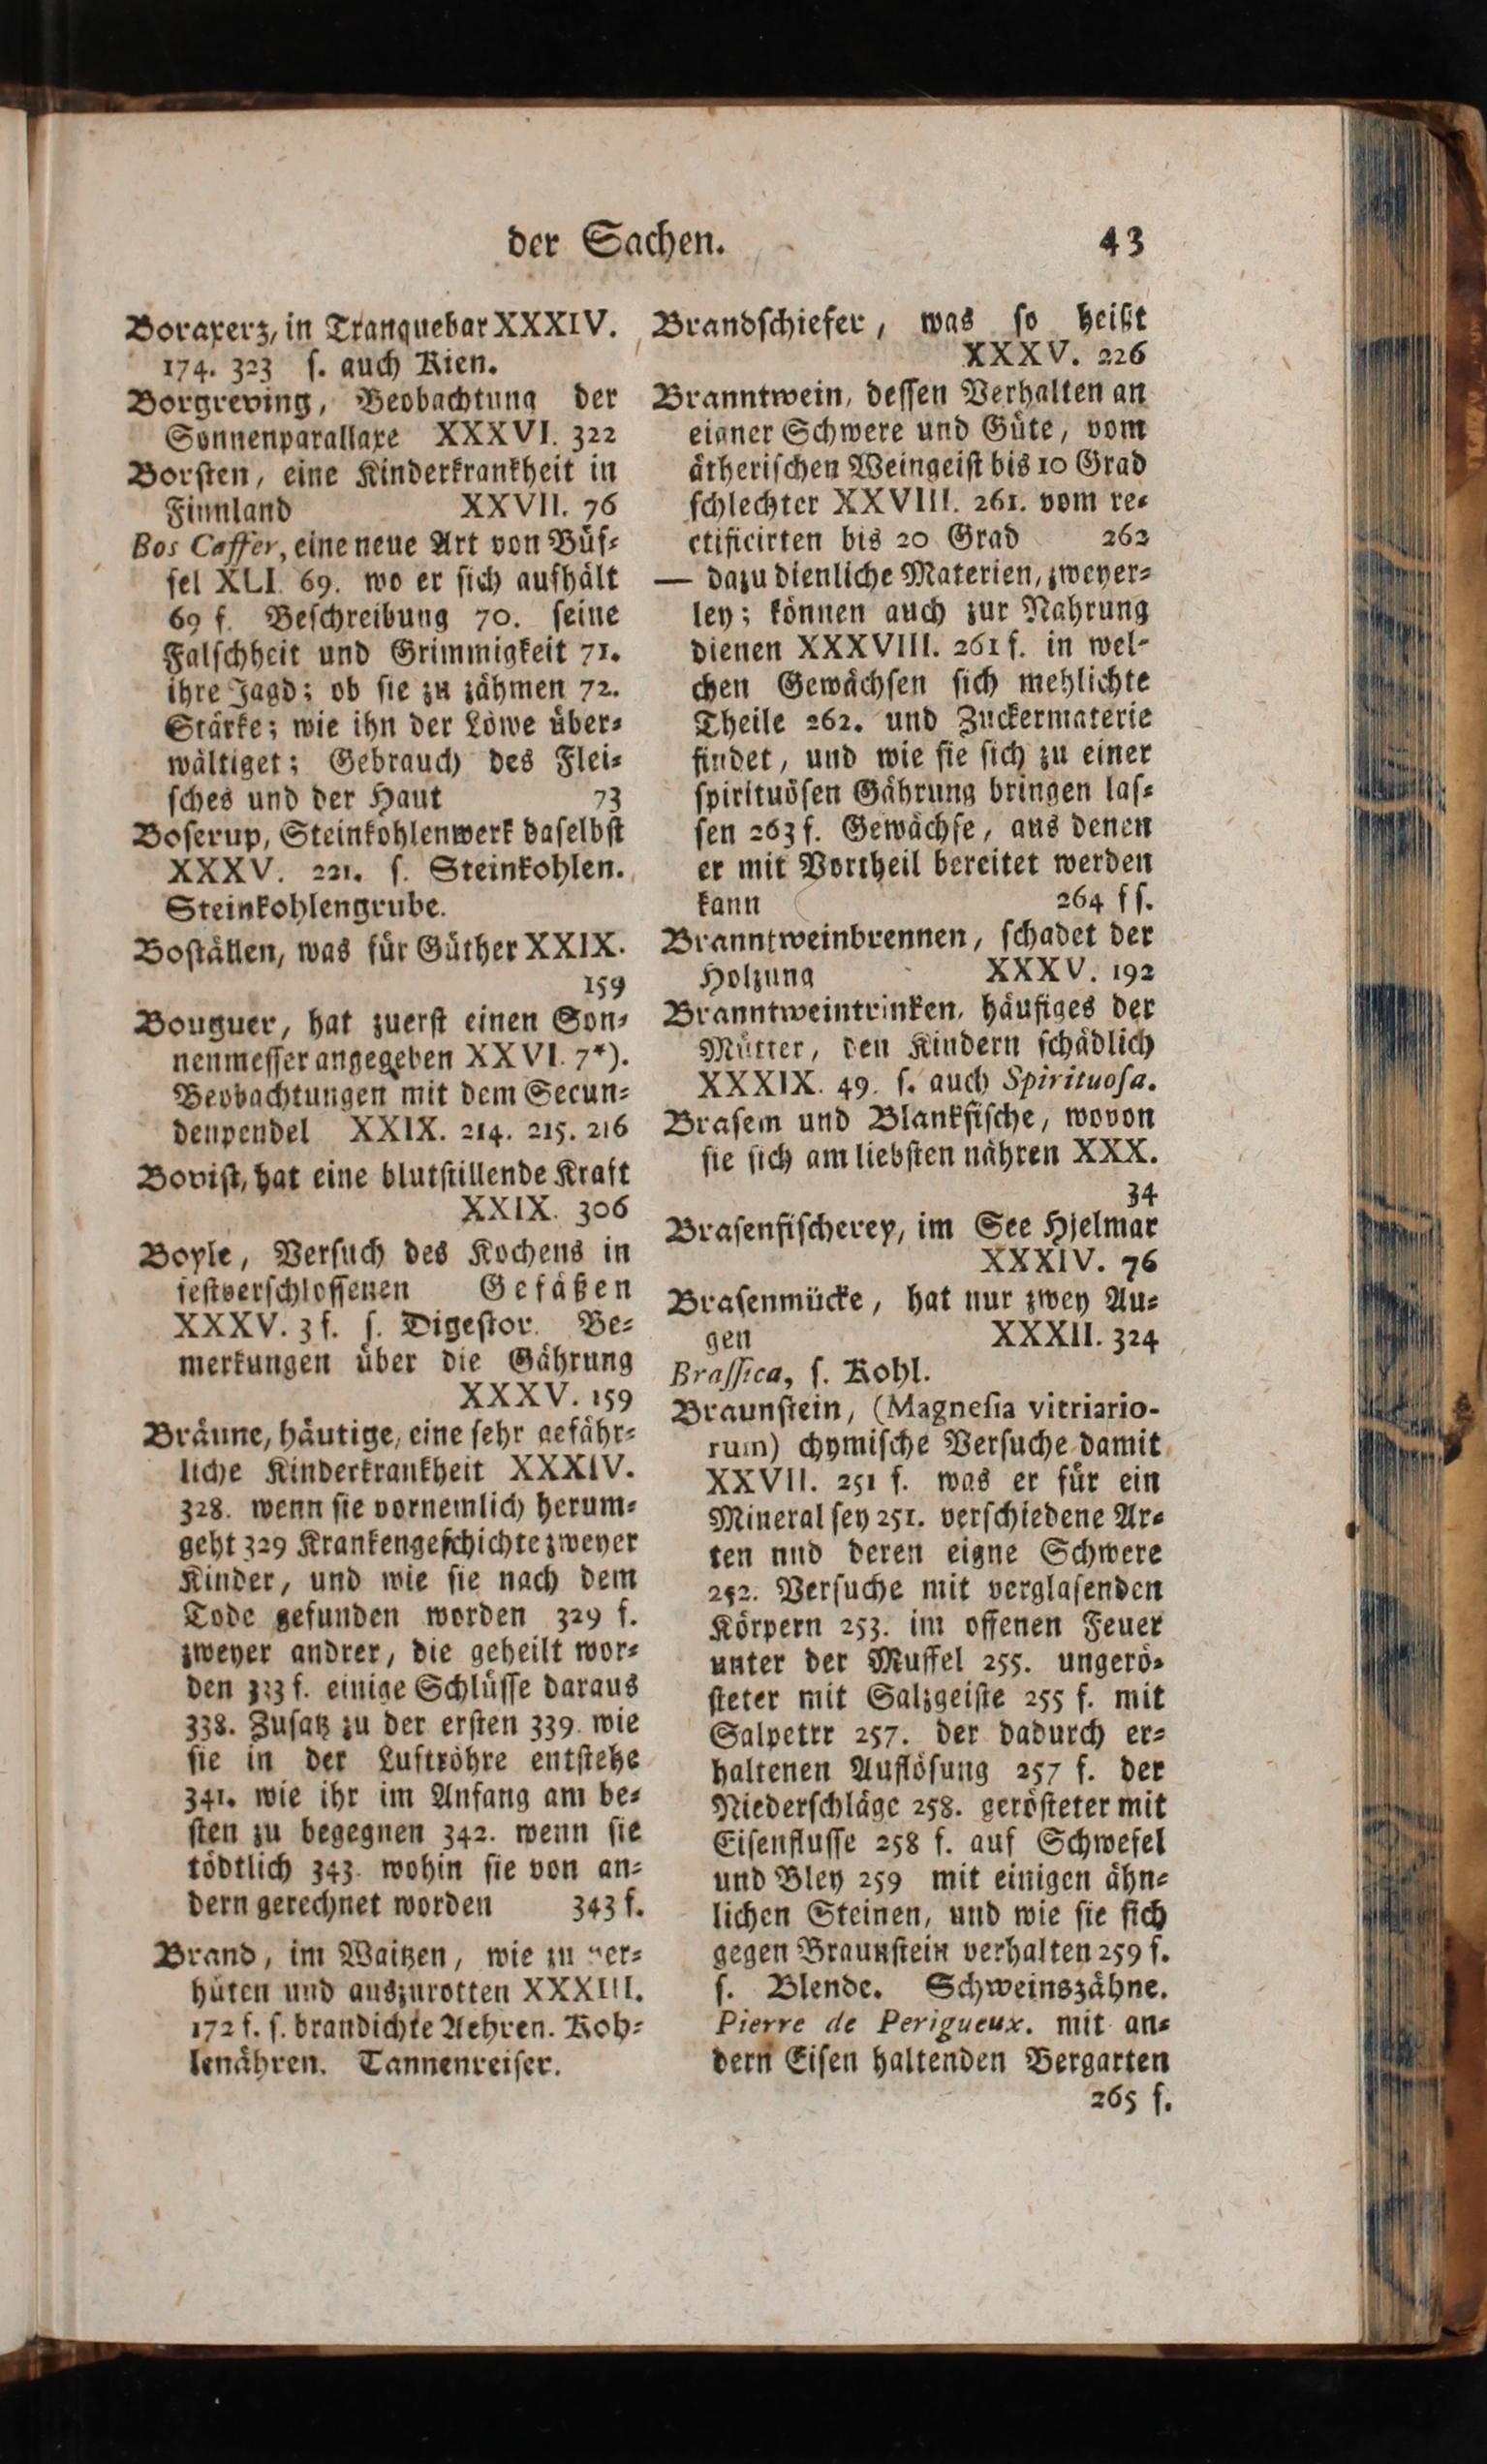 der Sachen.
43
Boraxerz, in Tranquebar XXXIV.
174. 323 ſ. auch Kien.
Borgreving, Beobachtung der
Sonnenparallaxe XXXVI. 322
Borſten, eine Kinderkrankheit in
Finnland XXVII. 76
Bos Caffer, eine neue Art von Büf⸗
fel XLI. 69. wo er ſich aufhält
69 f. Beſchreibung 70. ſeine
Falſchheit und Grimmigkeit 71.
ihre Jagd; ob ſie zu zähmen 72.
Stärke; wie ihn der Löwe über⸗
wältiget; Gebrauch des Flei⸗
ſches und der Haut 73
Boſerup, Steinkohlenwerk daſelbſt
XXXV. 221. ſ. Steinkohlen.
Steinkohlengrube.
Boſtällen, was für Güther XXIX.
159
Bouguer, hat zuerſt einen Son⸗
nenmeſſer angegeben XXVI. 7*).
Beobachtungen mit dem Secun⸗
denpendel XXIX. 214. 215. 216
Boviſt, hat eine blutſtillende Kraft
XXIX. 306
Boyle, Verſuch des Kochens in
feſtverſchloſſenen Gefäßen
XXXV. 3 f. ſ. Digeſtor. Be⸗
merkungen über die Gährung
XXXV. 159
Bräune, häutige, eine ſehr gefähr⸗
liche Kinderkrankheit XXXIV.
328. wenn ſie vornemlich herum⸗
geht 329 Krankengeſchichte zweyer
Kinder, und wie ſie nach dem
Tode gefunden worden 329 f.
zweyer andrer, die geheilt wor⸗
den 333 f. einige Schlüſſe daraus
338. Zuſatz zu der erſten 339. wie
ſie in der Luftröhre entſtehe
341. wie ihr im Anfang am be⸗
ſten zu begegnen 342. wenn ſie
tödtlich 343. wohin ſie von an⸗
dern gerechnet worden 343 f.
Brand, im Waitzen, wie zu ver⸗
hüten und auszurotten XXXIII.
172 f. ſ. brandichte Aehren. Koh⸗
lenähren. Tannenreiſer.
Brandſchiefer, was ſo heißt
XXXV. 226
Branntwein, deſſen Verhalten an
eigner Schwere und Güte, vom
ätheriſchen Weingeiſt bis 10 Grad
ſchlechter XXVIII. 261. vom re⸗
ctificirten bis 20 Grad 262
— dazu dienliche Materien, zweyer⸗
ley; können auch zur Nahrung
dienen XXXVIII. 261 f. in wel⸗
chen Gewächſen ſich mehlichte
Theile 262. und Zuckermaterie
findet, und wie ſie ſich zu einer
ſpirituöſen Gährung bringen laſ⸗
ſen 263 f. Gewächſe, aus denen
er mit Vortheil bereitet werden
kann 264 ff.
Branntweinbrennen, ſchadet der
Holzung XXXV. 192
Branntweintrinken, häufiges der
Mütter, den Kindern ſchädlich
XXXIX. 49. ſ. auch Spirituoſa.
Braſem und Blankfiſche, wovon
ſie ſich am liebſten nähren XXX.
34
Braſenfiſcherey, im See Hjelmar
XXXIV. 76
Braſenmücke, hat nur zwey Au⸗
gen XXXII. 324
Braſſica, ſ. Kohl.
Braunſtein, (Magneſia vitriario-
rum) chymiſche Verſuche damit
XXVII. 251 f. was er für ein
Mineral ſey 251. verſchiedene Ar⸗
ten nnd deren eigne Schwere
252. Verſuche mit verglaſenden
Körpern 253. im offenen Feuer
unter der Muffel 255. ungerö⸗
ſteter mit Salzgeiſte 255 f. mit
Salpetrr 257. der dadurch er⸗
haltenen Auflöſung 257 f. der
Niederſchläge 258. geröſteter mit
Eiſenfluſſe 258 f. auf Schwefel
und Bley 259 mit einigen ähn⸗
lichen Steinen, und wie ſie ſich
gegen Braunſtein verhalten 259 f.
ſ. Blende. Schweinszähne.
Pierre de Perigueux. mit an⸗
dern Eiſen haltenden Bergarten
265 f.